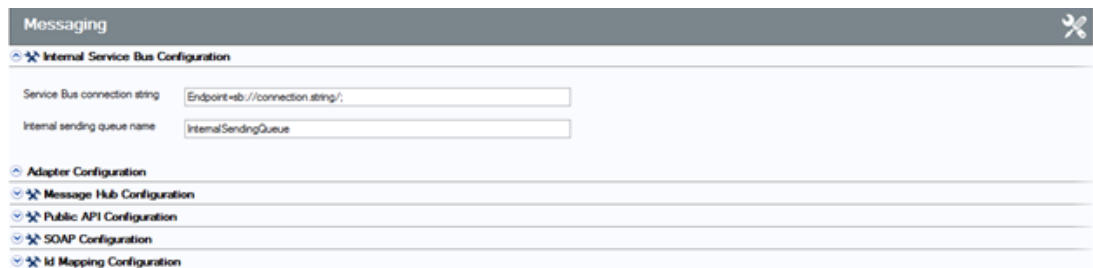 Messaging
Internal Service Bus Configuration
Service Bus connection string Endpoint=sb://connection.string/;
Internal sending queue name InternalSendingQueue
Adapter Configuration
Message Hub Configuration
Public API Configuration
SOAP Configuration
Id Mapping Configuration